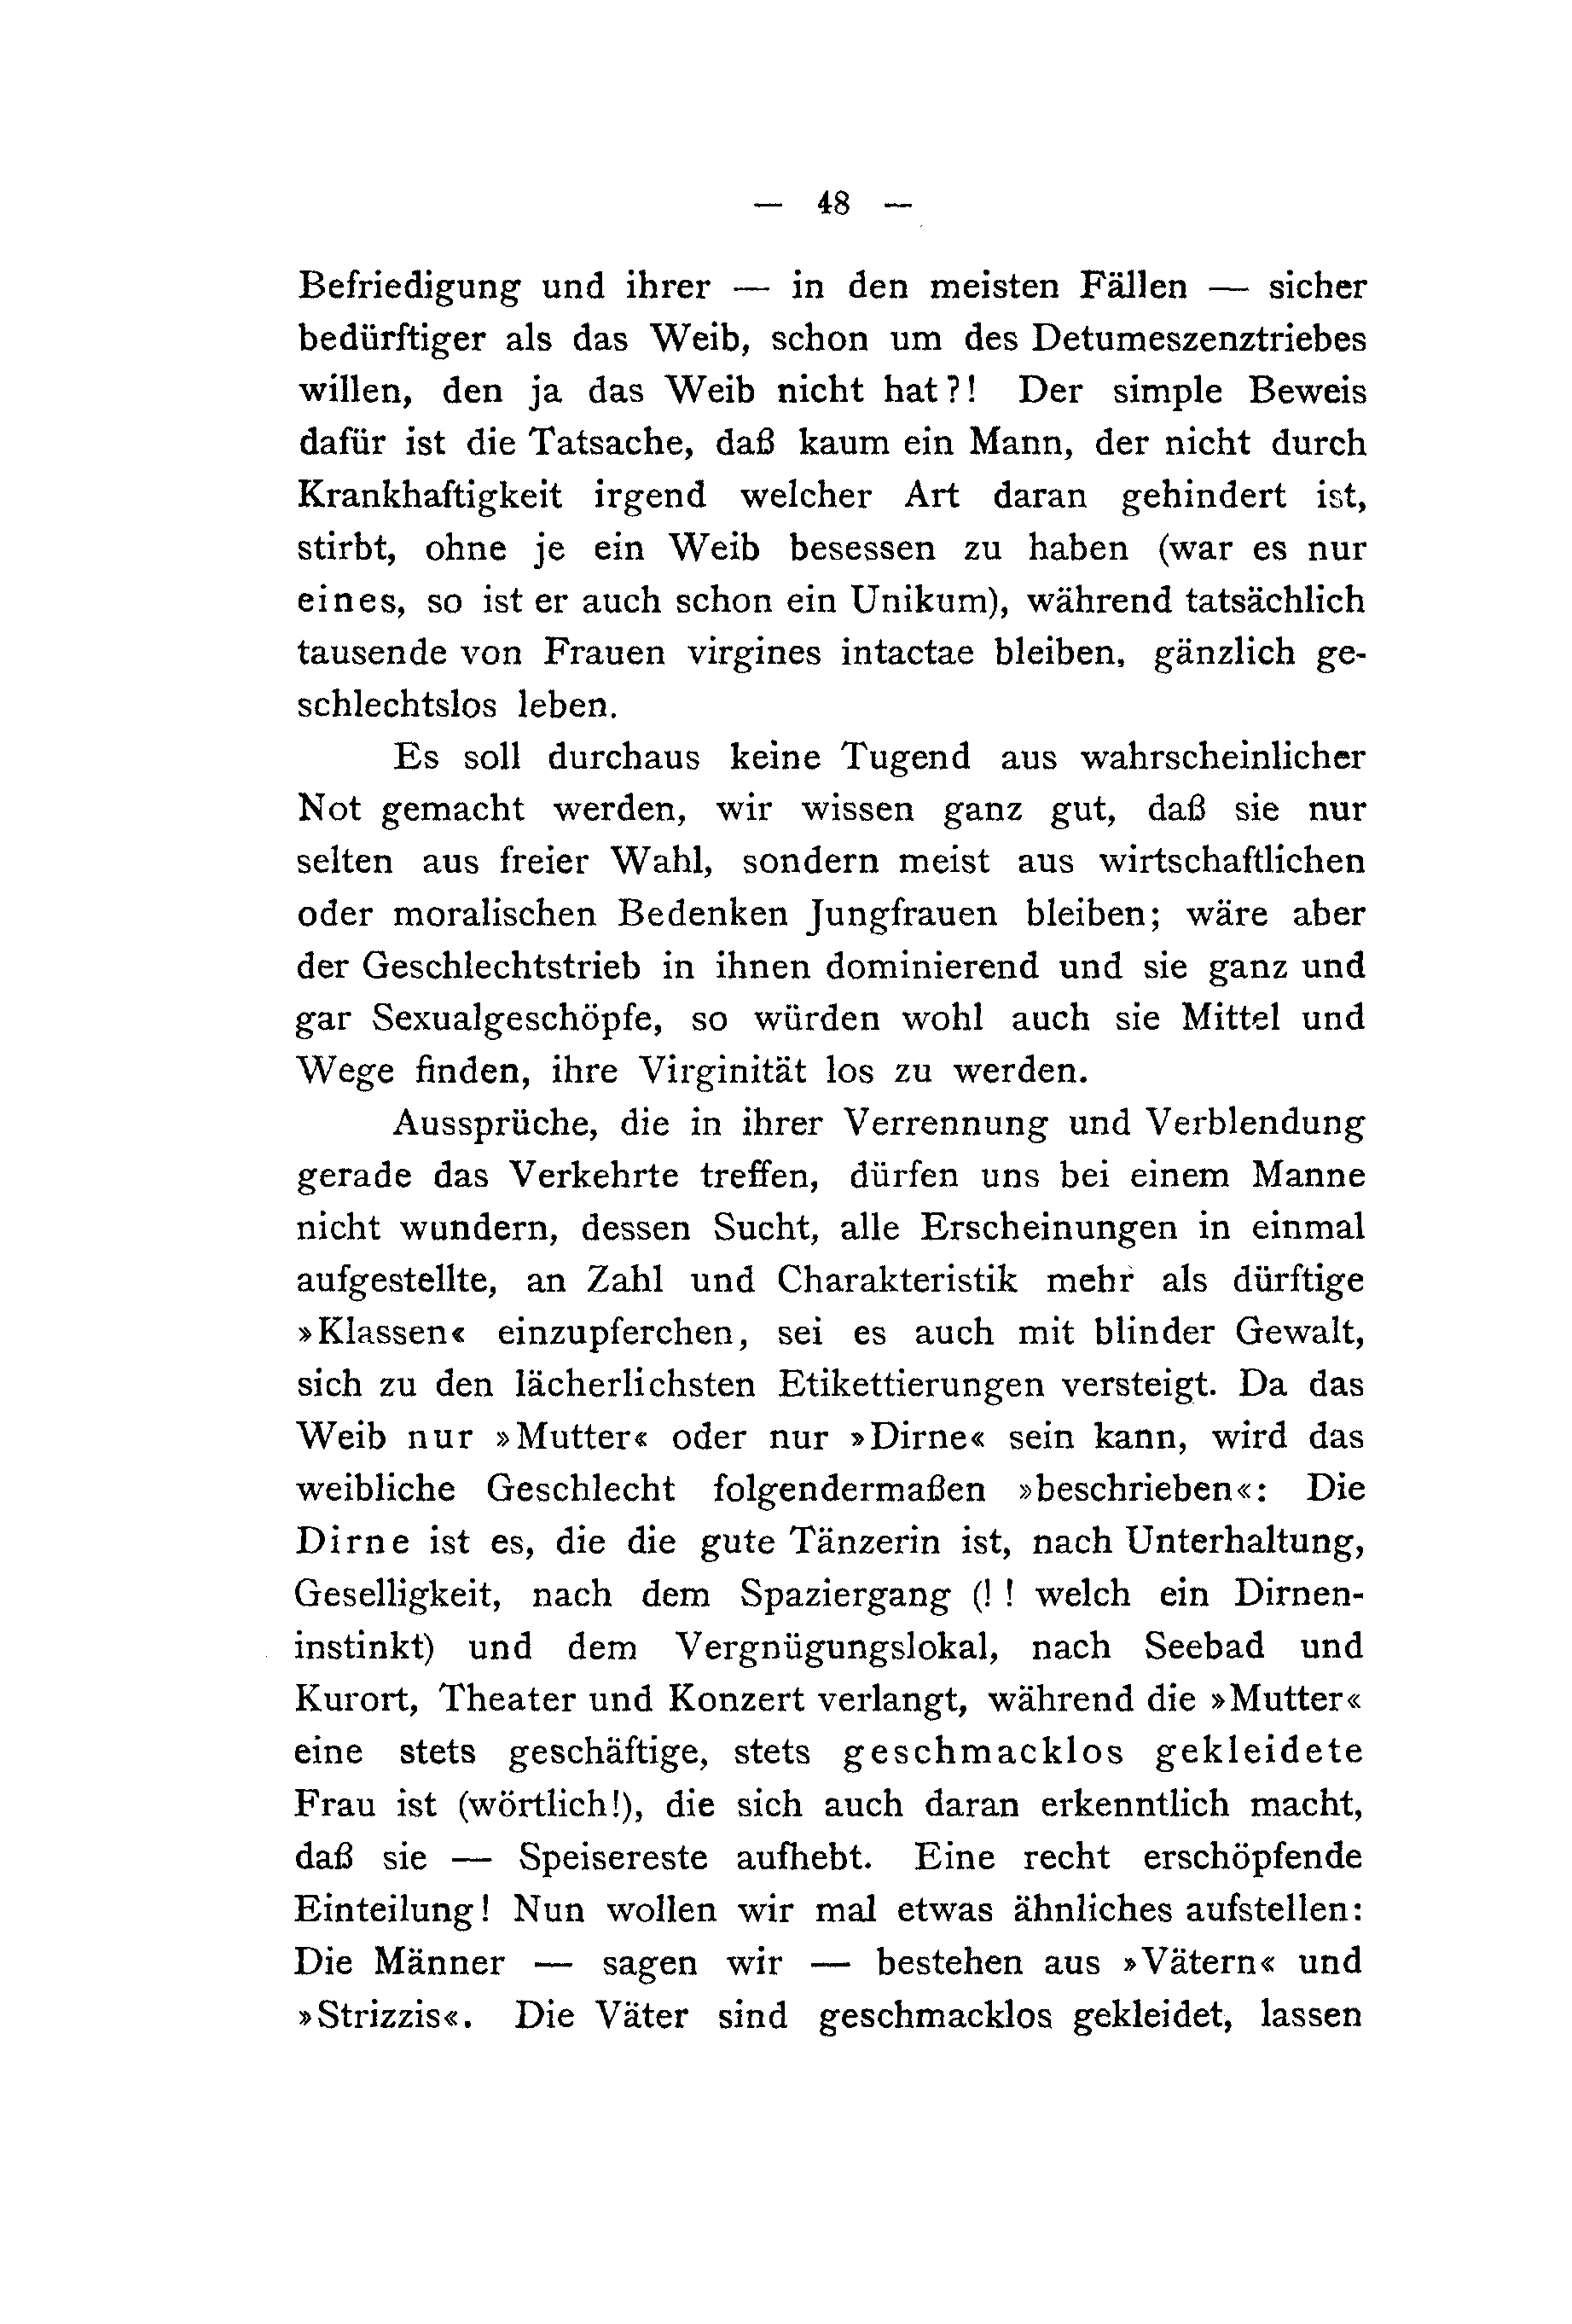 — 48 —
Befriedigung und ihrer — in den meisten Fällen — sicher
bedürftiger als das Weib, schon um des Detumeszenztriebes
willen, den ja das Weib nicht hat?! Der simple Beweis
dafür ist die Tatsache, daß kaum ein Mann, der nicht durch
Krankhaftigkeit irgend welcher Art daran gehindert ist,
stirbt, ohne je ein Weib besessen zu haben (war es nur
eines, so ist er auch schon ein Unikum), während tatsächlich
tausende von Frauen virgines intactae bleiben, gänzlich ge-
schlechtslos leben.
Es soll durchaus keine Tugend aus wahrscheinlicher
Not gemacht werden, wir wissen ganz gut, daß sie nur
selten aus freier Wahl, sondern meist aus wirtschaftlichen
oder moralischen Bedenken Jungfrauen bleiben; wäre aber
der Geschlechtstrieb in ihnen dominierend und sie ganz und
gar Sexualgeschöpfe, so würden wohl auch sie Mittel und
Wege finden, ihre Virginität los zu werden.
Aussprüche, die in ihrer Verrennung und Verblendung
gerade das Verkehrte treffen, dürfen uns bei einem Manne
nicht wundern, dessen Sucht, alle Erscheinungen in einmal
aufgestellte, an Zahl und Charakteristik mehr als dürftige
»Klassen« einzupferchen, sei es auch mit blinder Gewalt,
sich zu den lächerlichsten Etikettierungen versteigt. Da das
Weib nur »Mutter« oder nur »Dirne« sein kann, wird das
weibliche Geschlecht folgendermaßen »beschrieben«: Die
Dirne ist es, die die gute Tänzerin ist, nach Unterhaltung,
Geselligkeit, nach dem Spaziergang (!! welch ein Dirnen-
instinkt) und dem Vergnügungslokal, nach Seebad und
Kurort, Theater und Konzert verlangt, während die »Mutter«
eine stets geschäftige, stets geschmacklos gekleidete
Frau ist (wörtlich!), die sich auch daran erkenntlich macht,
daß sie — Speisereste aufhebt. Eine recht erschöpfende
Einteilung! Nun wollen wir mal etwas ähnliches aufstellen:
Die Männer — sagen wir — bestehen aus »Vätern« und
»Strizzis«. Die Väter sind geschmacklos gekleidet, lassen